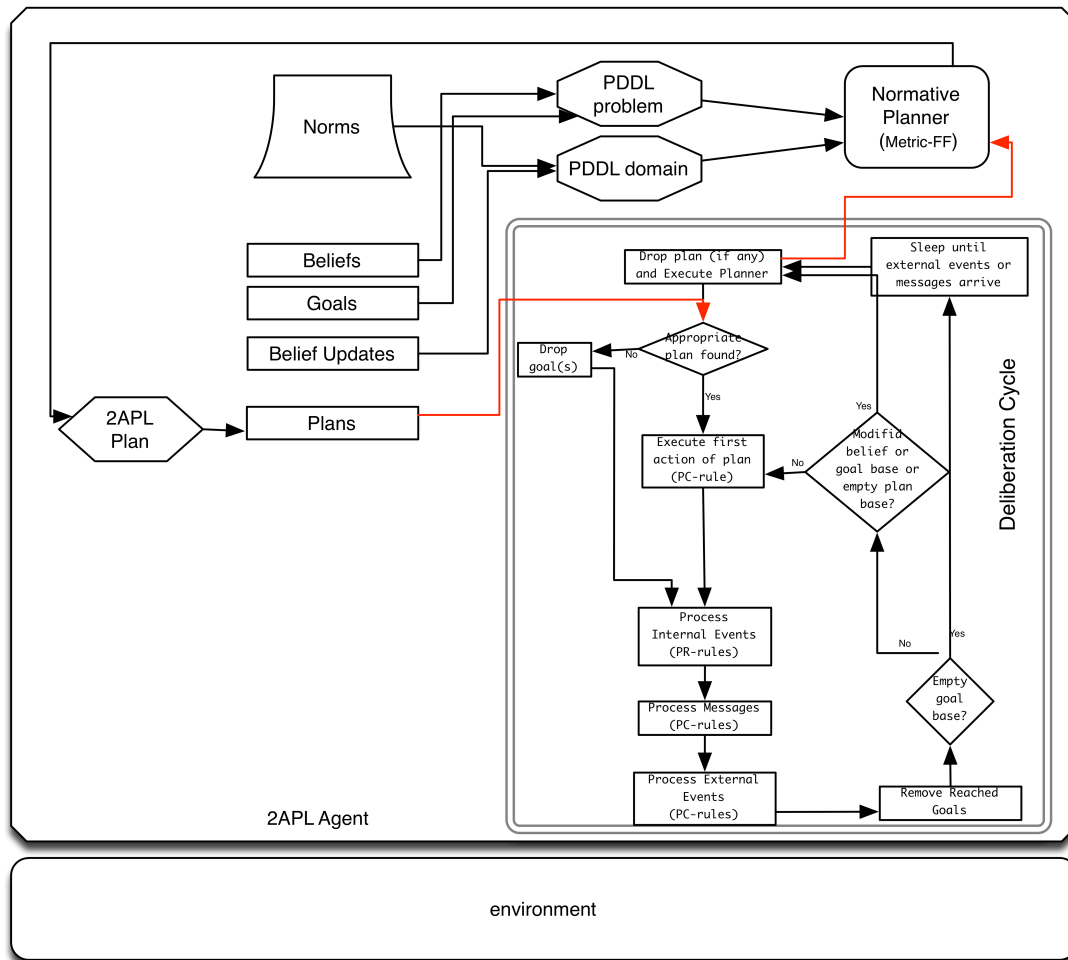 PDDL
problem
Normative
Planner
(Metric-FF)
Norms
PDDL domain
Beliefs
Goals
Belief Updates
2APL
Plan
Plans
Drop plan (if any)
and Execute Planner
Sleep until
external events or
messages arrive
Appropriate
plan found?
No
Drop
goal(s)
Yes
Execute first
action of plan
(PC-rule)
No
Yes
Modifid
belief or
goal base or
empty plan
base?
Deliberation Cycle
Process
Internal Events
(PR-rules)
No
Yes
Empty
goal
base?
Process Messages
(PC-rules)
Process External
Events
(PC-rules)
Remove Reached
Goals
2APL Agent
environment